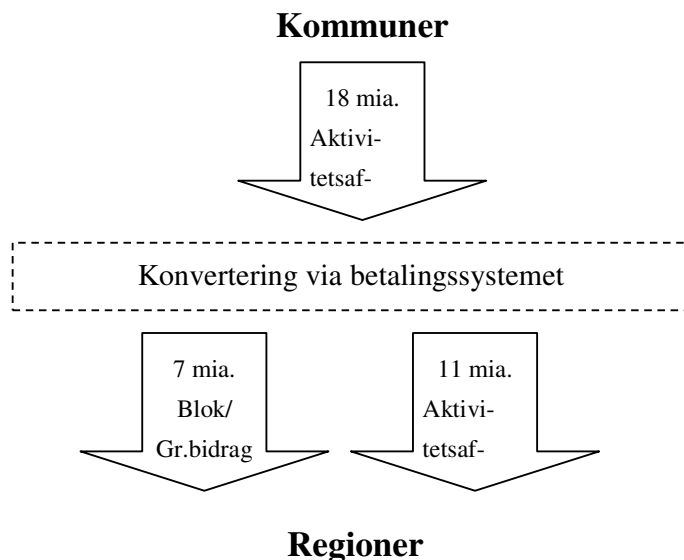 Kommuner
18 mia.
Aktivi-
tetsaf-
Konvertering via betalingssystemet
7 mia.
Blok/
Gr.bidrag
11 mia.
Aktivi-
tetsaf-
Regioner